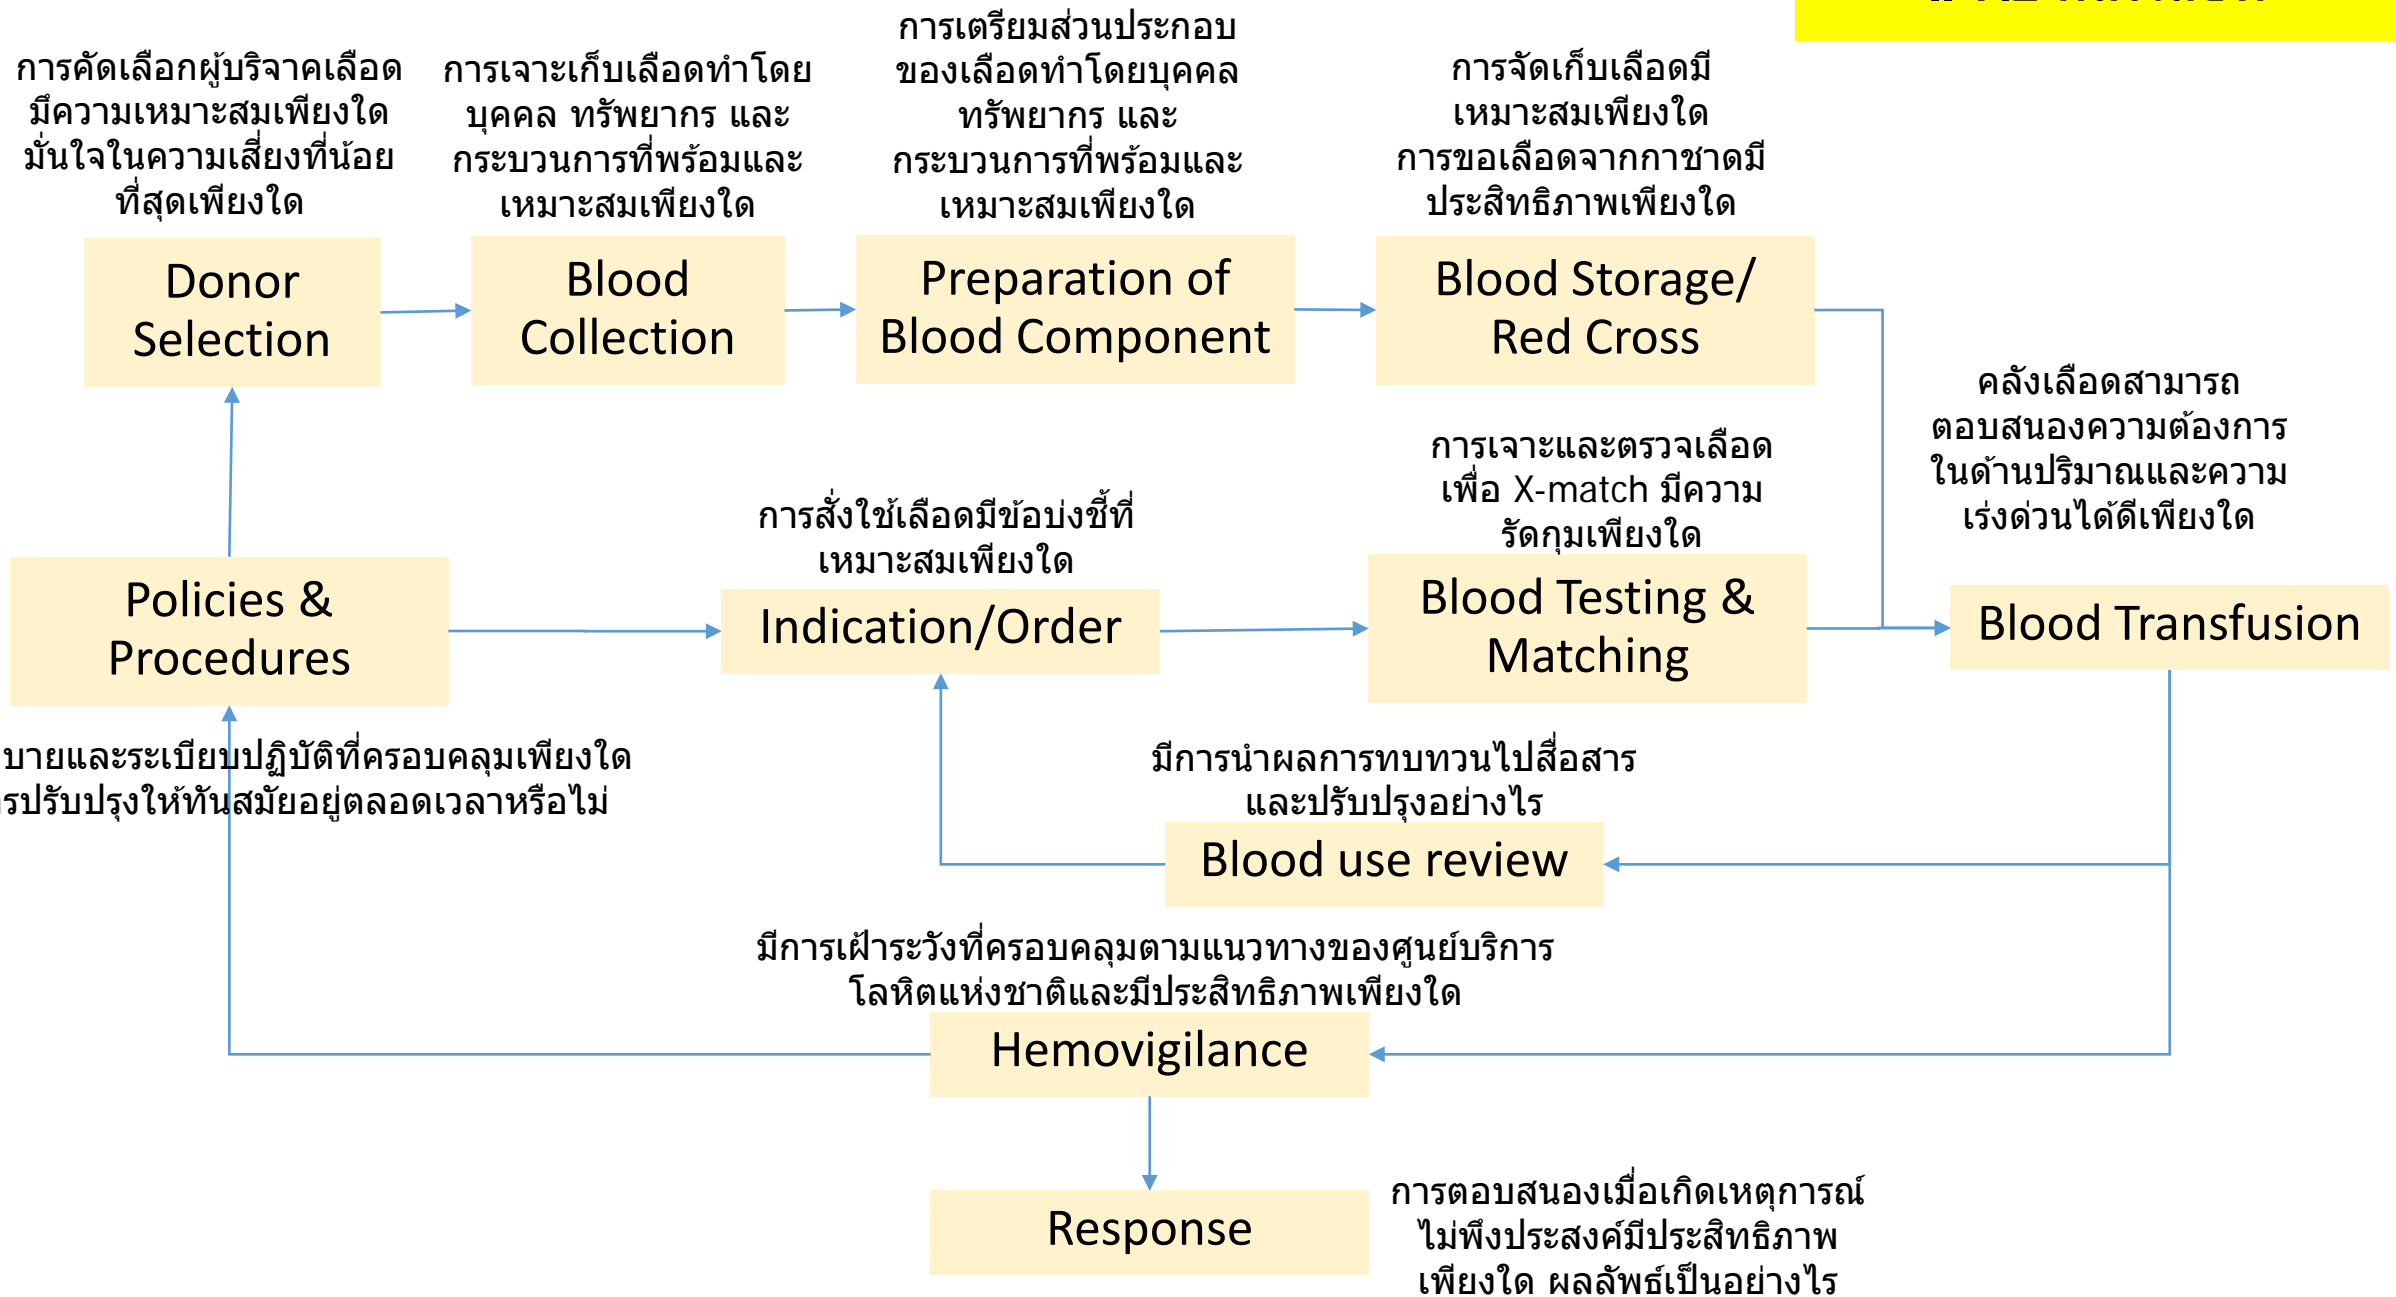 การคัดเลือกผู้บริจาคเลือด
มีความเหมาะสมเพียงใด
มั่นใจในความเสี่ยงที่น้อย
ที่สุดเพียงใด
การเจาะเก็บเลือดทำโดย
บุคคล ทรัพยากร และ
กระบวนการที่พร้อมและ
เหมาะสมเพียงใด
การเตรียมส่วนประกอบ
ของเลือดทำโดยบุคคล
ทรัพยากร และ
กระบวนการที่พร้อมและ
เหมาะสมเพียงใด
การจัดเก็บเลือดมี
เหมาะสมเพียงใด
การขอเลือดจากกาชาดมี
ประสิทธิภาพเพียงใด
Donor
Selection
Blood
Collection
Preparation of
Blood Component
Blood Storage/
Red Cross
คลังเลือดสามารถ
ตอบสนองความต้องการ
ในด้านปริมาณและความ
เร่งด่วนได้ดีเพียงใด
การสั่งใช้เลือดมีข้อบ่งชี้ที่
เหมาะสมเพียงใด
การเจาะและตรวจเลือด
เพื่อ X-match มีความ
รัดกุมเพียงใด
Policies &
Procedures
Indication/Order
Blood Testing &
Matching
Blood Transfusion
บายและระเบียบปฏิบัติที่ครอบคลุมเพียงใด
รปรับปรุงให้ทันสมัยอยู่ตลอดเวลาหรือไม่
มีการนำผลการทบทวนไปสื่อสาร
และปรับปรุงอย่างไร
Blood use review
มีการเฝ้าระวังที่ครอบคลุมตามแนวทางของศูนย์บริการ
โลหิตแห่งชาติและมีประสิทธิภาพเพียงใด
Hemovigilance
Response
การตอบสนองเมื่อเกิดเหตุการณ์
ไม่พึงประสงค์มีประสิทธิภาพ
เพียงใด ผลลัพธ์เป็นอย่างไร